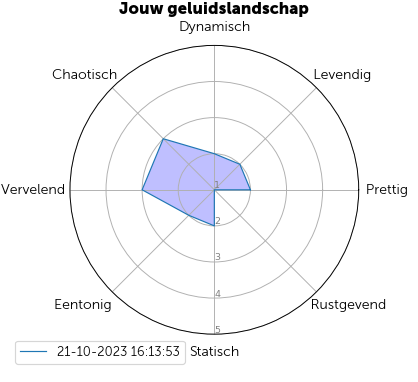 Jouw geluidslandschap
Dynamisch
Chaotisch
Levendig
Vervelend
1
Prettig
2
3
4
Eentonig
Rustgevend
5
21-10-2023 16:13:53
Statisch